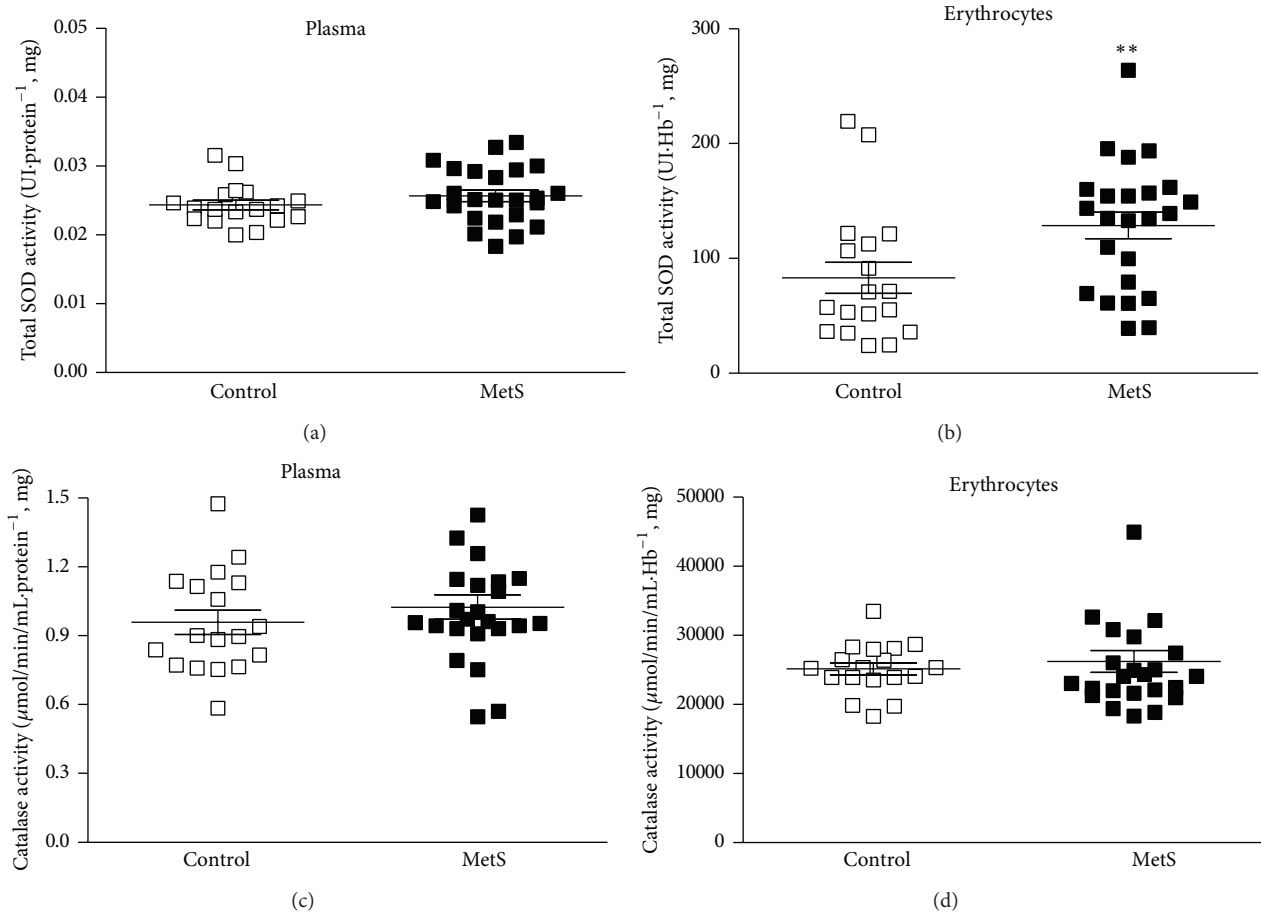 Plasma
Total SOD activity (UI·protein⁻¹, mg)
0.05
0.04
0.03
0.02
0.01
0.00
Control
MetS
(a)
Erythrocytes
Total SOD activity (UI·Hb⁻¹, mg)
300
200
100
0
**
Control
MetS
(b)
Plasma
Catalase activity (μmol/min/mL·protein⁻¹, mg)
1.5
1.2
0.9
0.6
0.3
0.0
Control
MetS
(c)
Erythrocytes
Catalase activity (μmol/min/mL·Hb⁻¹, mg)
50000
40000
30000
20000
10000
0
Control
MetS
(d)